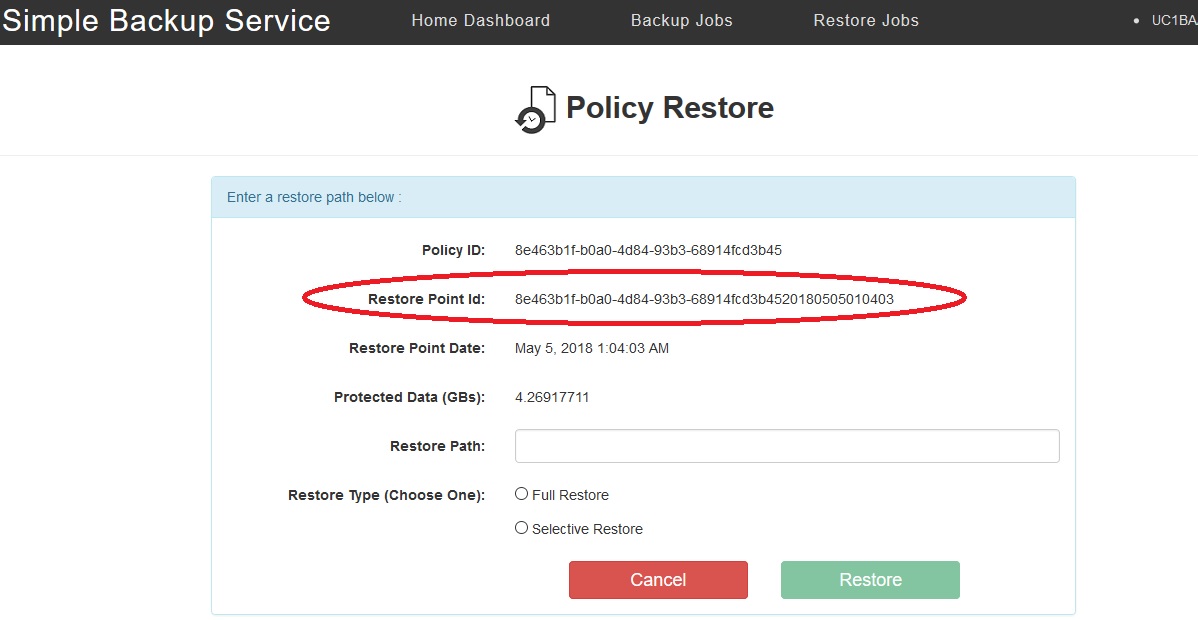 Simple Backup Service Home Dashboard Backup Jobs Restore Jobs • UC1BA
Policy Restore
Enter a restore path below :
Policy ID: 8e463b1f-b0a0-4d84-93b3-68914fcd3b45
Restore Point Id: 8e463b1f-b0a0-4d84-93b3-68914fcd3b4520180505010403
Restore Point Date: May 5, 2018 1:04:03 AM
Protected Data (GBs): 4.26917711
Restore Path:
Restore Type (Choose One): Full Restore
Selective Restore
Cancel Restore